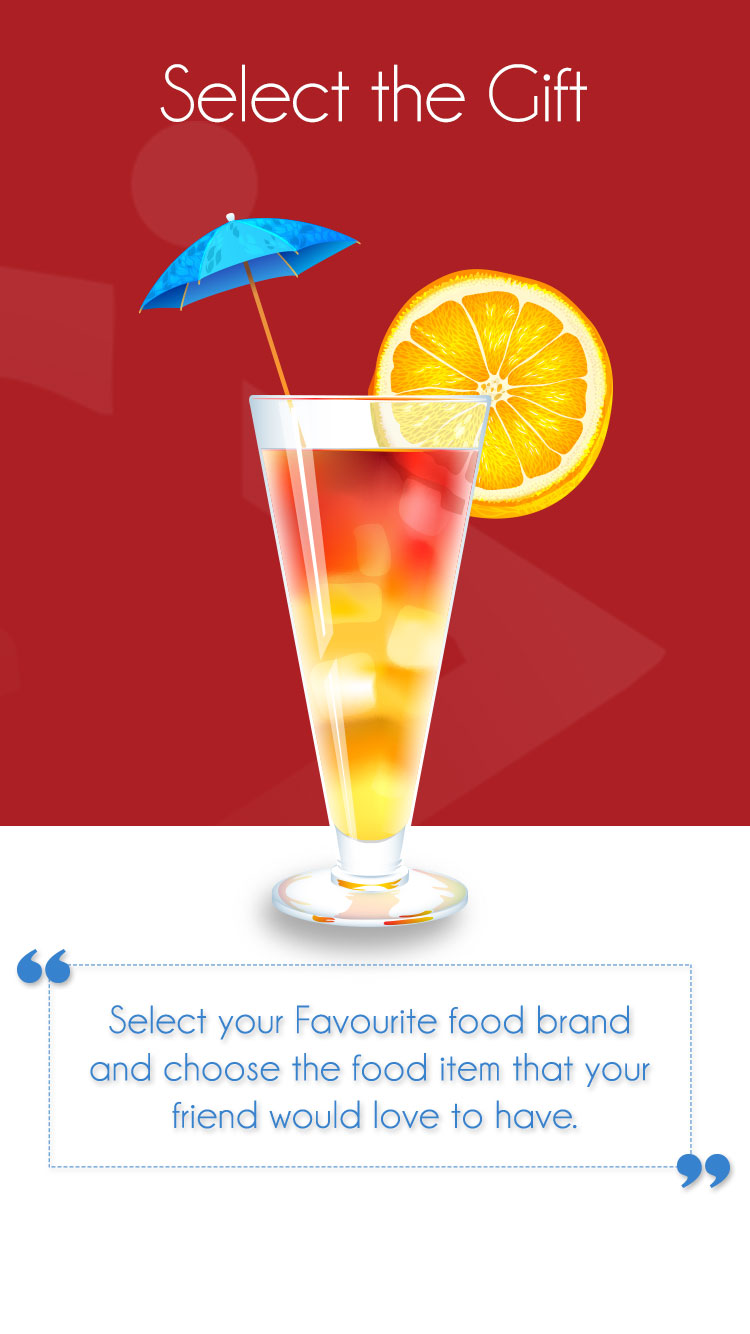 Select the Gift
“
Select your Favourite food brand
and choose the food item that your
friend would love to have.
”